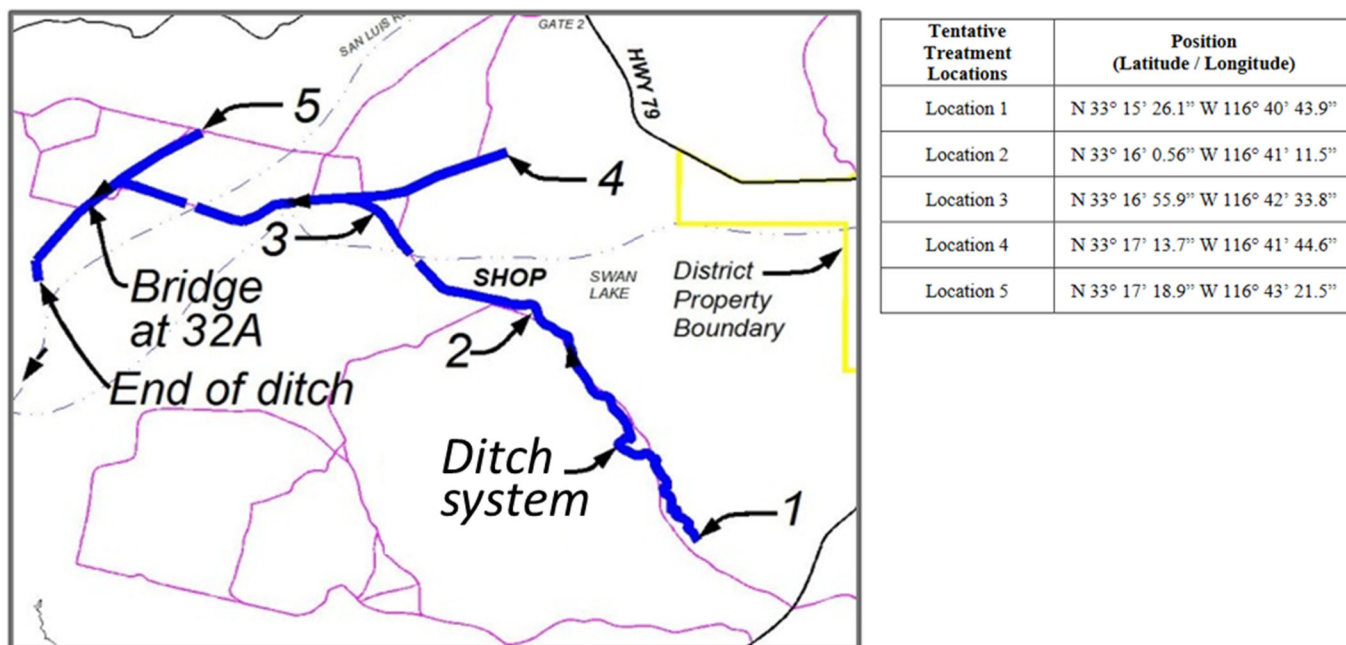 SAN LUIS
GATE 2
HWY 79
5
4
3
SHOP
SWAN
LAKE
District
Property
Boundary
Bridge
at 32A
2
End of ditch
Ditch
system
1
Tentative
Treatment
Locations
Position
(Latitude / Longitude)
Location 1
N 33° 15’ 26.1” W 116° 40’ 43.9”
Location 2
N 33° 16’ 0.56” W 116° 41’ 11.5”
Location 3
N 33° 16’ 55.9” W 116° 42’ 33.8”
Location 4
N 33° 17’ 13.7” W 116° 41’ 44.6”
Location 5
N 33° 17’ 18.9” W 116° 43’ 21.5”